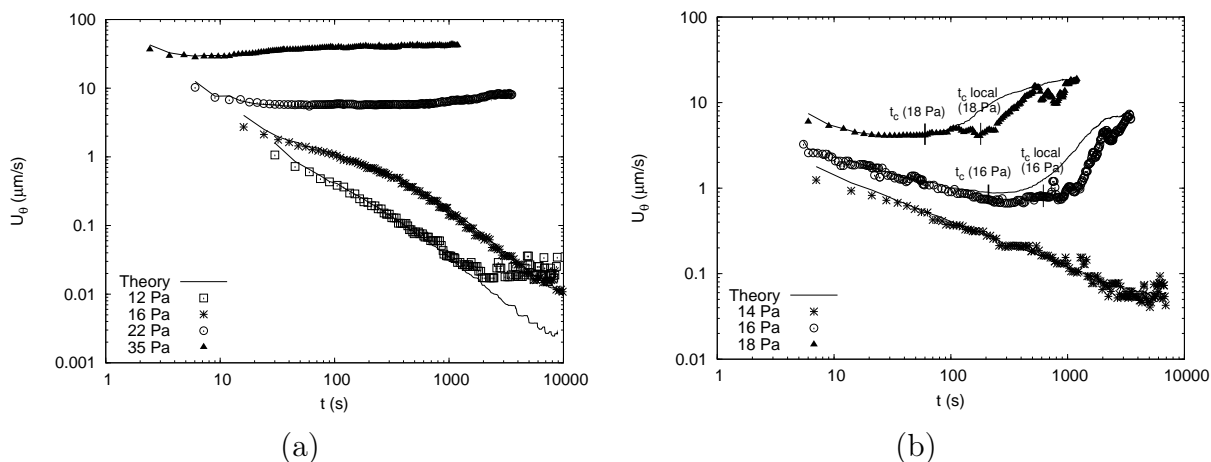 100
10
1
0.1
0.01
0.001
U_θ (μm/s)
Theory
12 Pa
16 Pa
22 Pa
35 Pa
1 10 100 1000 10000
t (s)
(a)
100
10
1
0.1
0.01
U_θ (μm/s)
t_c (18 Pa)
t_c local
(18 Pa)
t_c (16 Pa)
t_c local
(16 Pa)
Theory
14 Pa
16 Pa
18 Pa
1 10 100 1000 10000
t (s)
(b)